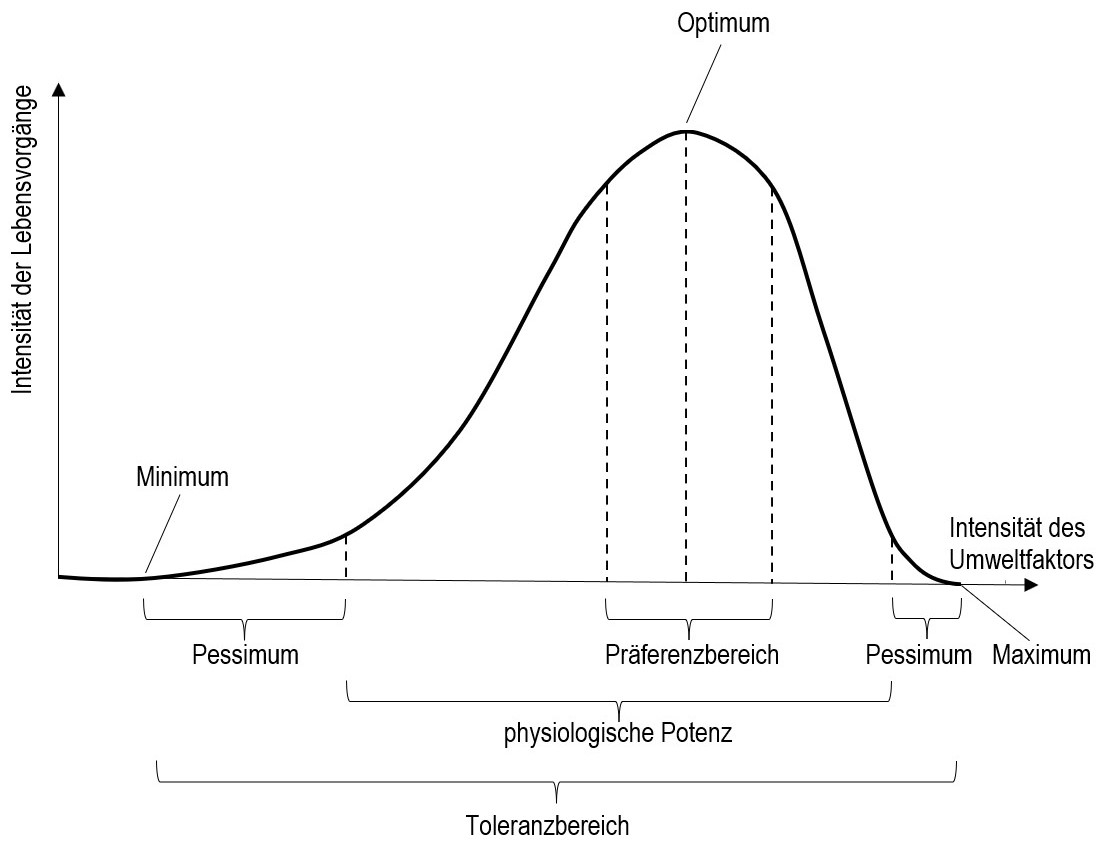 Optimum
Intensität der Lebensvorgänge
Minimum
Intensität des
Umweltfaktors
Pessimum
Präferenzbereich
Pessimum
Maximum
physiologische Potenz
Toleranzbereich